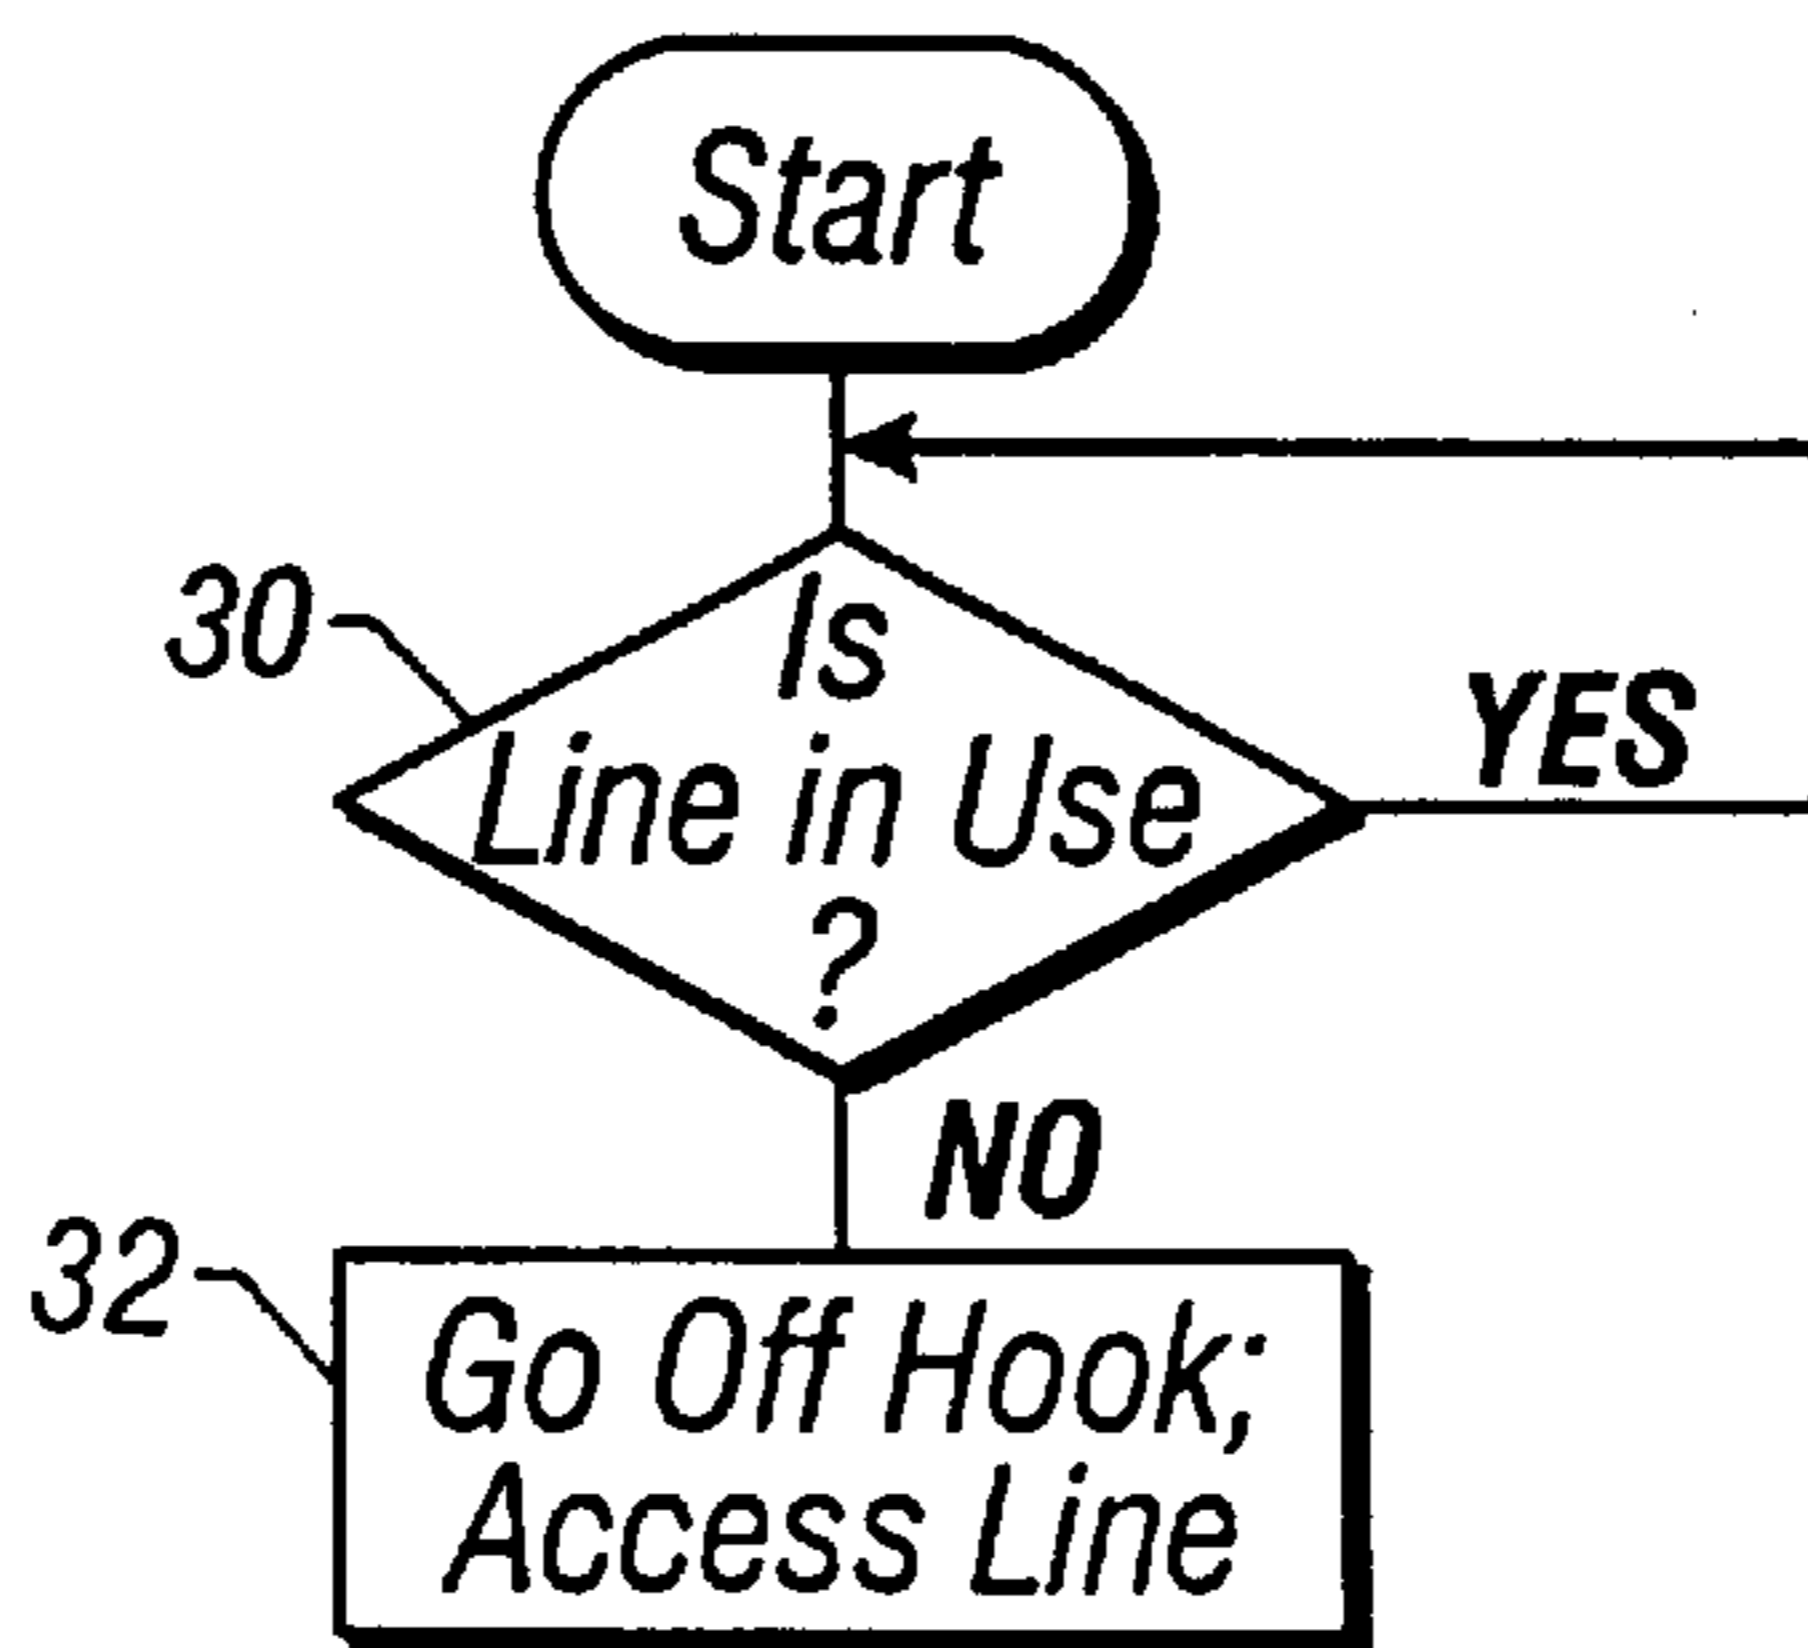 Start
30
Is
Line in Use
?
YES
NO
32
Go Off Hook;
Access Line